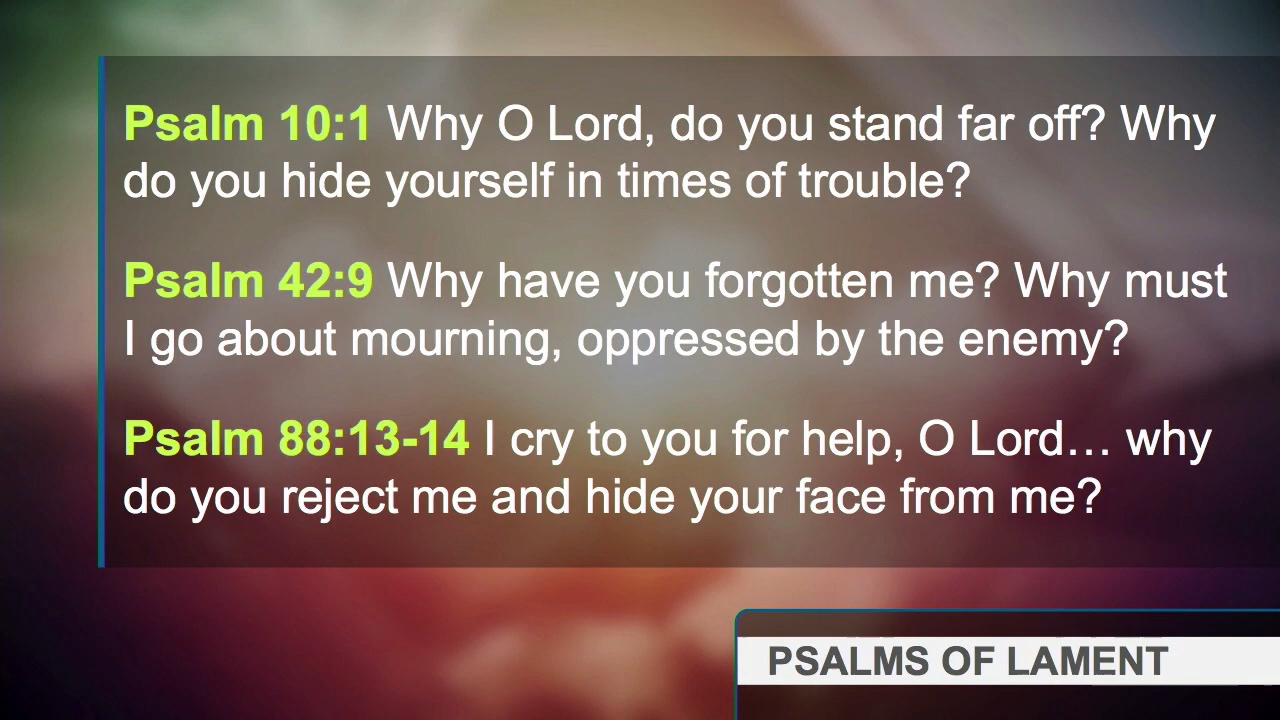 Psalm 10:1 Why O Lord, do you stand far off? Why
do you hide yourself in times of trouble?
Psalm 42:9 Why have you forgotten me? Why must
I go about mourning, oppressed by the enemy?
Psalm 88:13-14 I cry to you for help, O Lord… why
do you reject me and hide your face from me?
PSALMS OF LAMENT